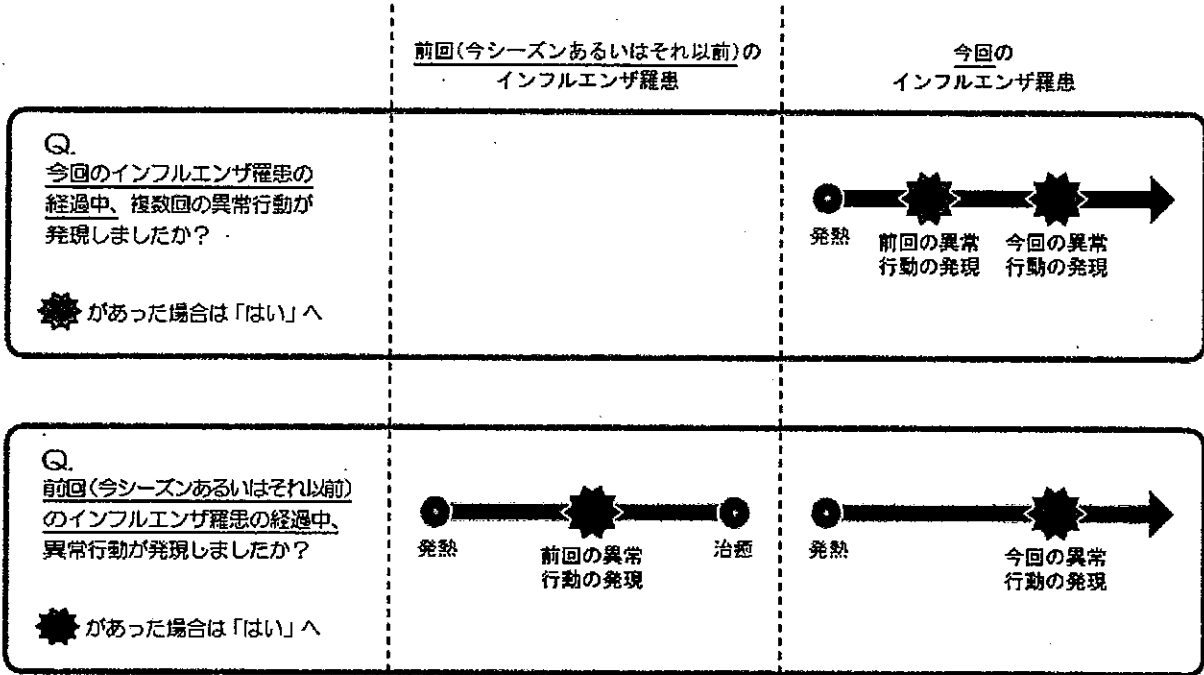 前回(今シーズンあるいはそれ以前)の
インフルエンザ罹患
今回の
インフルエンザ罹患
Q.
今回のインフルエンザ罹患の
経過中、複数回の異常行動が
発現しましたか?
があった場合は「はい」へ
発熱
前回の異常
行動の発現
今回の異常
行動の発現
Q.
前回(今シーズンあるいはそれ以前)
のインフルエンザ罹患の経過中、
異常行動が発現しましたか?
があった場合は「はい」へ
発熱
前回の異常
行動の発現
治癒
発熱
今回の異常
行動の発現